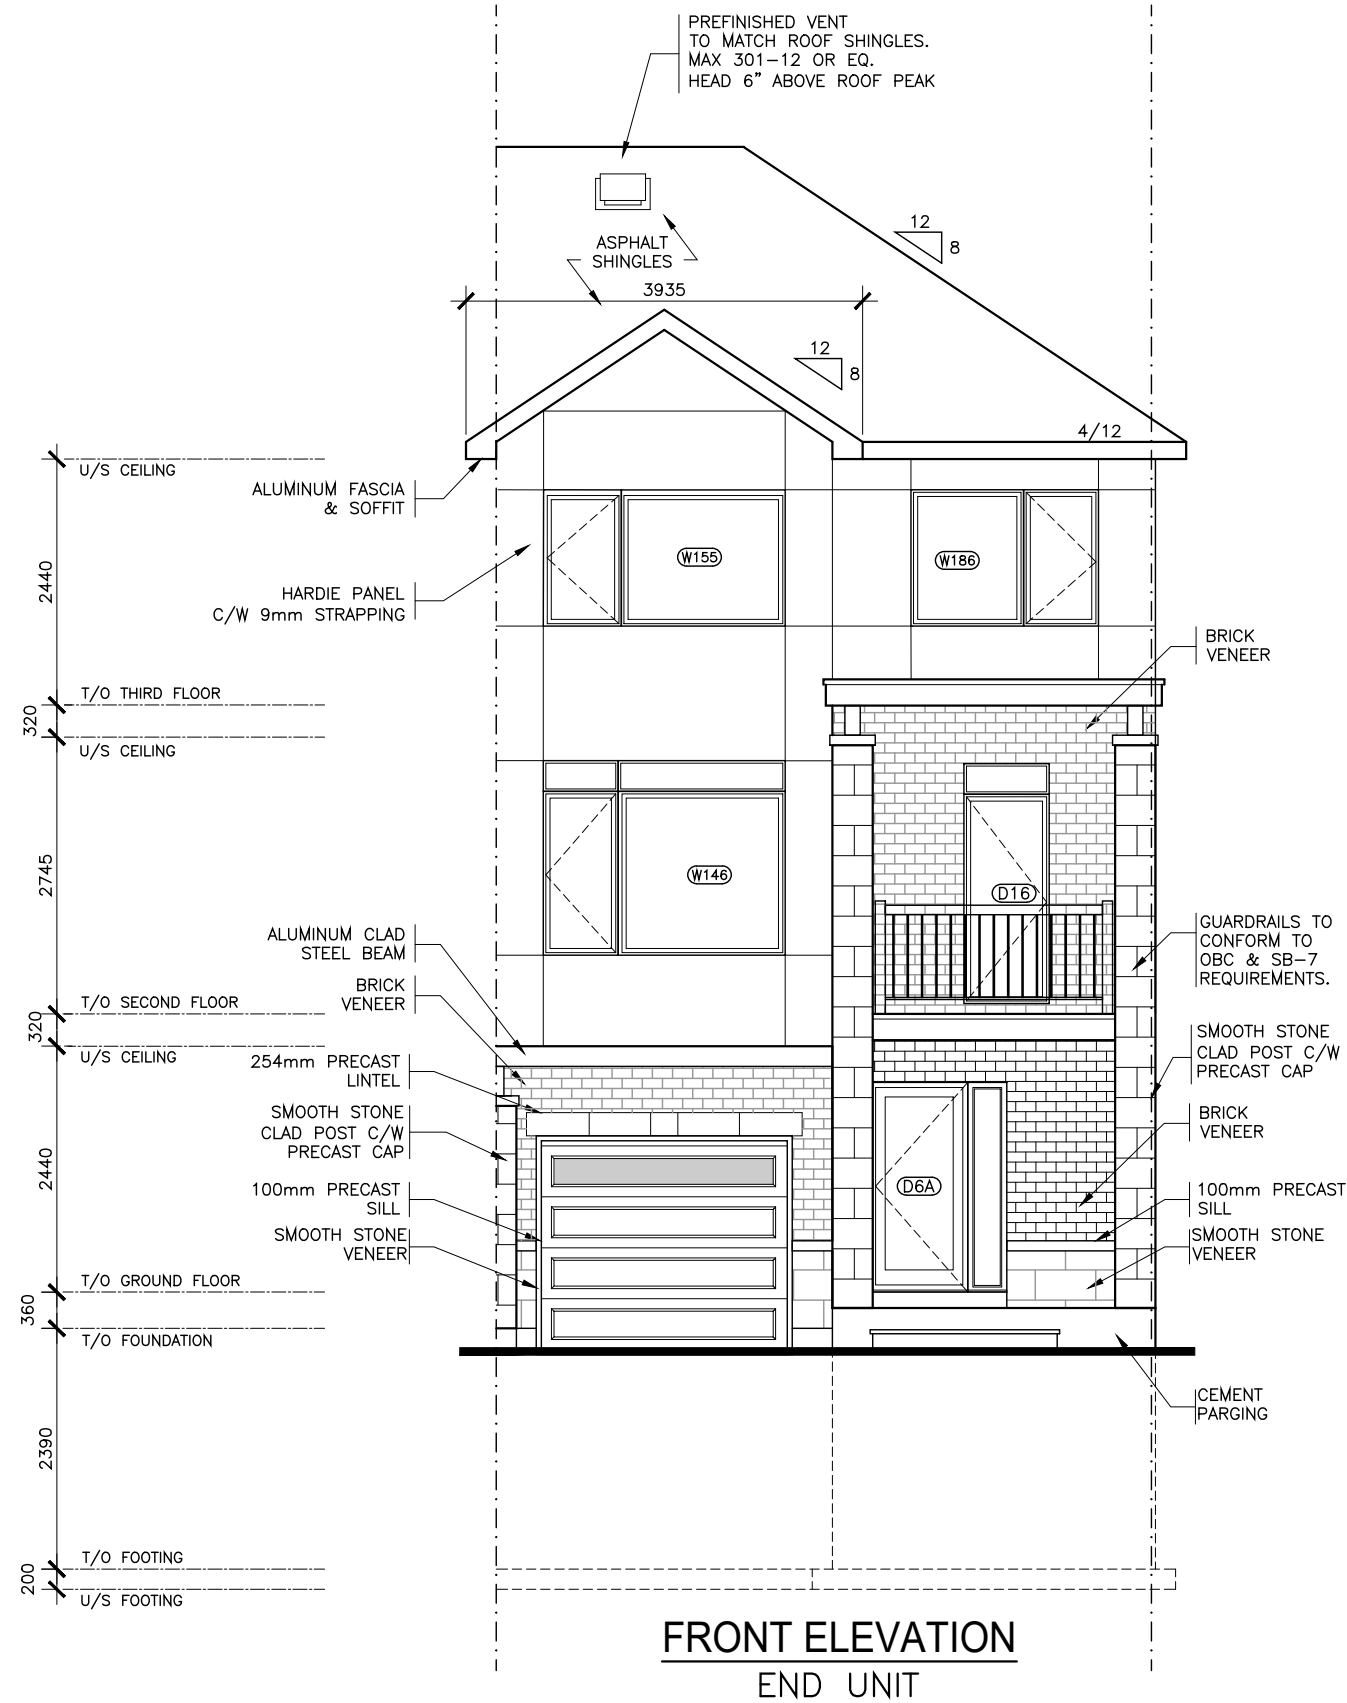 PREFINISHED VENT
TO MATCH ROOF SHINGLES.
MAX 301-12 OR EQ.
HEAD 6" ABOVE ROOF PEAK
12
8
ASPHALT
SHINGLES
3935
12
8
4/12
U/S CEILING
ALUMINUM FASCIA
& SOFFIT
W155
W186
2440
HARDIE PANEL
C/W 9mm STRAPPING
BRICK
VENEER
T/O THIRD FLOOR
320
U/S CEILING
2745
W146
D16
ALUMINUM CLAD
STEEL BEAM
GUARDRAILS TO
CONFORM TO
OBC & SB-7
REQUIREMENTS.
BRICK
VENEER
T/O SECOND FLOOR
320
U/S CEILING
SMOOTH STONE
CLAD POST C/W
PRECAST CAP
254mm PRECAST
LINTEL
SMOOTH STONE
CLAD POST C/W
PRECAST CAP
BRICK
VENEER
2440
D6A
100mm PRECAST
SILL
100mm PRECAST
SILL
SMOOTH STONE
VENEER
SMOOTH STONE
VENEER
T/O GROUND FLOOR
360
T/O FOUNDATION
CEMENT
PARGING
2390
T/O FOOTING
200
U/S FOOTING
FRONT ELEVATION
END UNIT